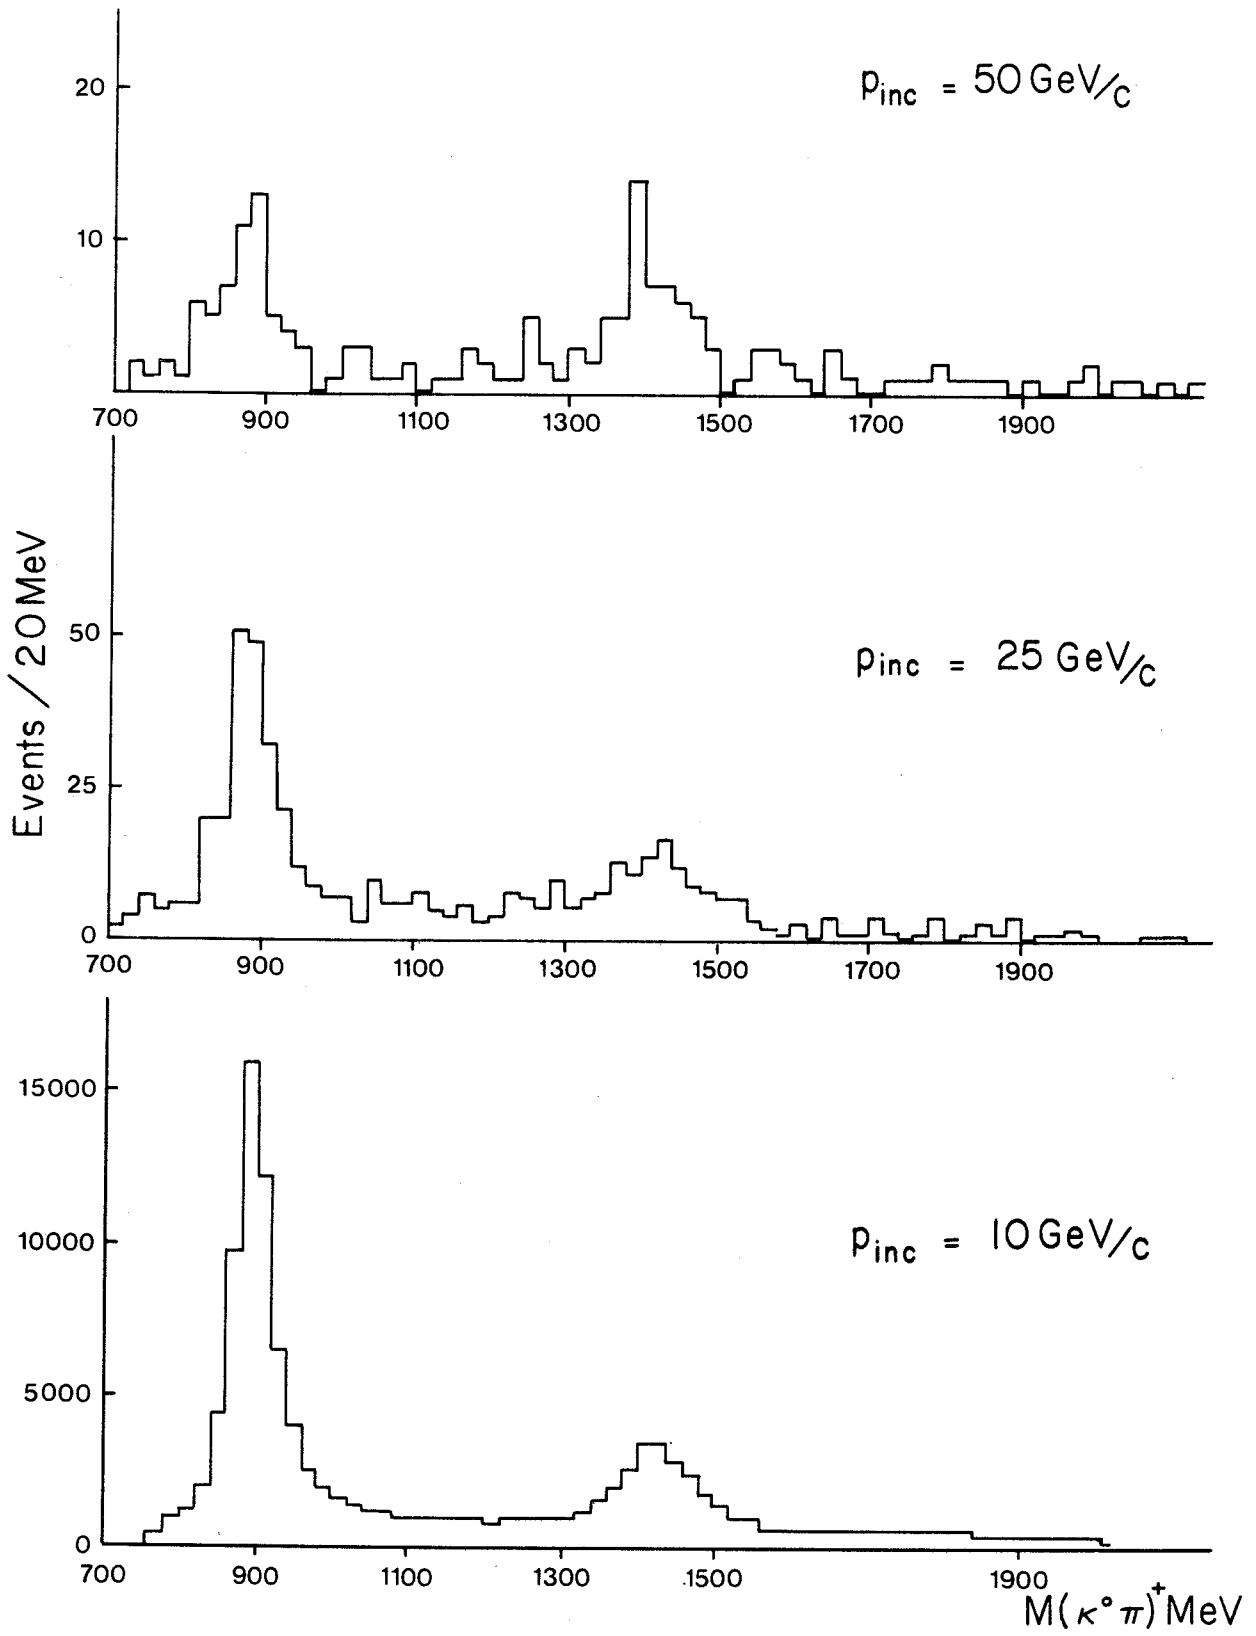 20
p_inc = 50 GeV/c
10
700 900 1100 1300 1500 1700 1900
Events / 20 MeV
50
p_inc = 25 GeV/c
25
0
700 900 1100 1300 1500 1700 1900
15000
10000
p_inc = 10 GeV/c
5000
0
700 900 1100 1300 1500 1900
M(κ°π)⁺ MeV